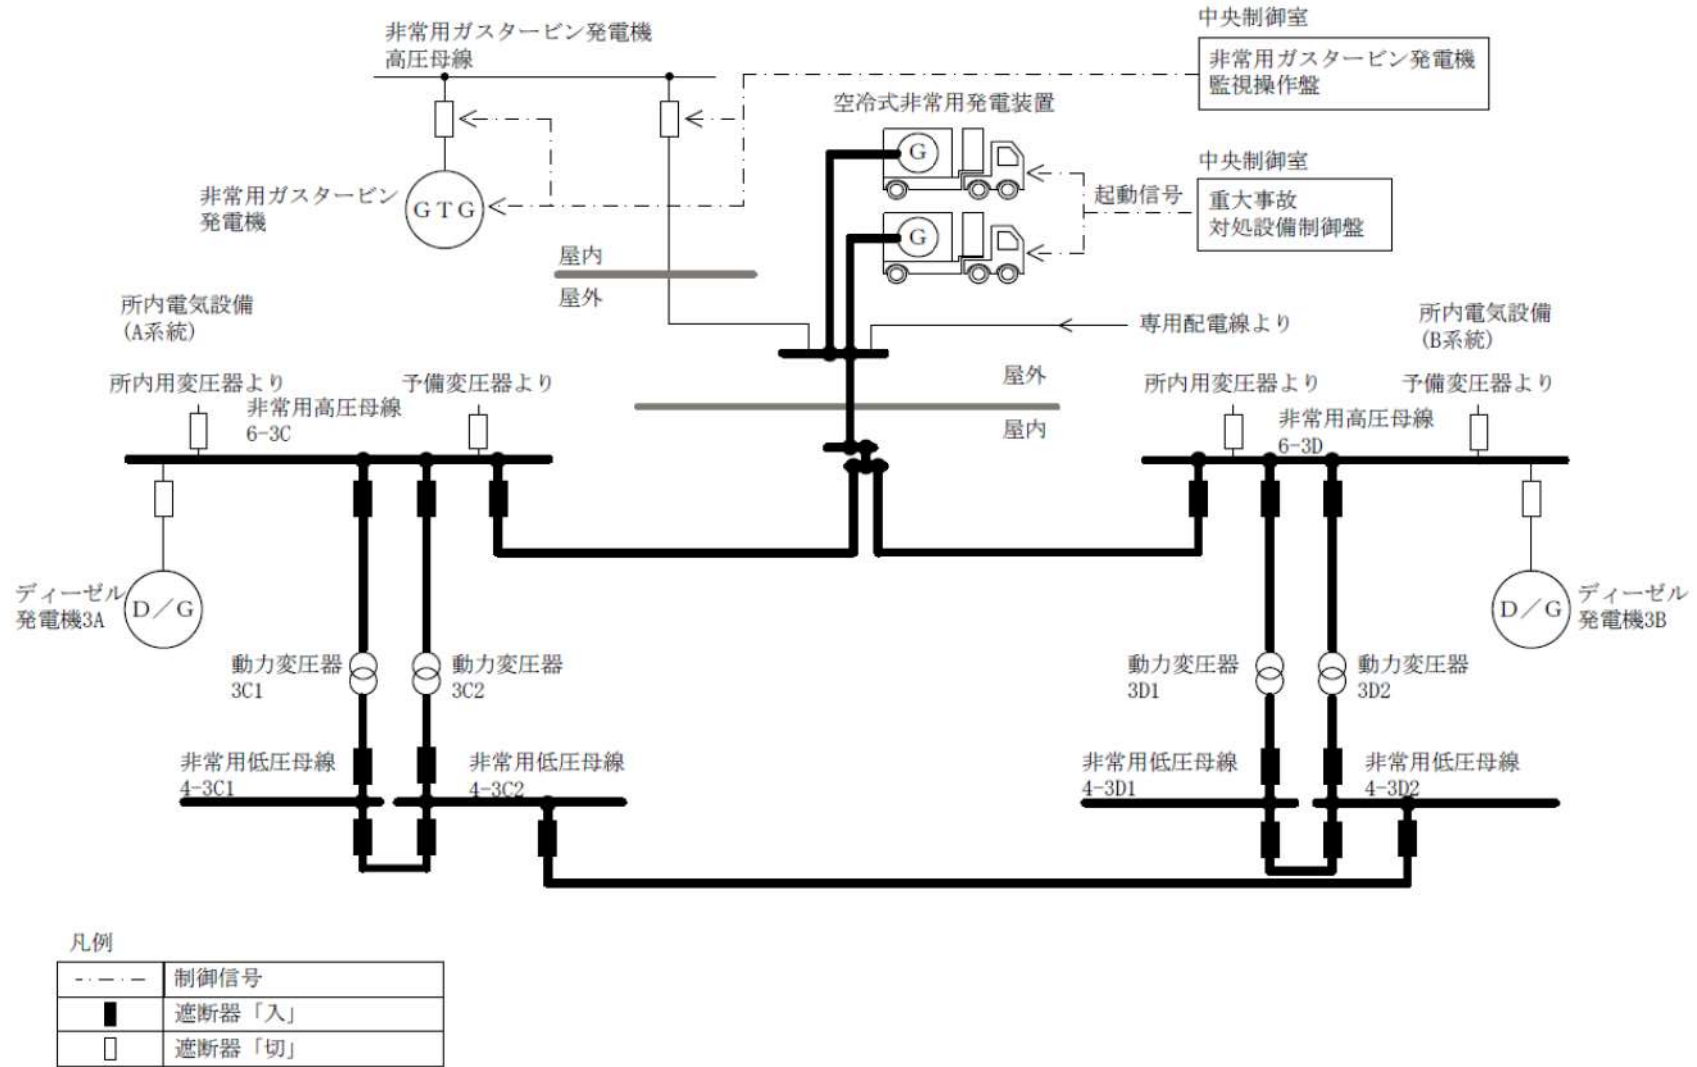 非常用ガスタービン発電機
高圧母線
中央制御室
非常用ガスタービン発電機
監視操作盤
空冷式非常用発電装置
G
中央制御室
起動信号
重大事故
対処設備制御盤
非常用ガスタービン
発電機
GTG
G
屋内
屋外
所内電気設備
(A系統)
専用配電線より
所内電気設備
(B系統)
屋外
屋内
所内用変圧器より
非常用高圧母線
6-3C
予備変圧器より
所内用変圧器より
非常用高圧母線
6-3D
予備変圧器より
ディーゼル
発電機3A
D/G
D/G
ディーゼル
発電機3B
動力変圧器
3C1
動力変圧器
3C2
動力変圧器
3D1
動力変圧器
3D2
非常用低圧母線
4-3C1
非常用低圧母線
4-3C2
非常用低圧母線
4-3D1
非常用低圧母線
4-3D2
凡例
制御信号
遮断器「入」
遮断器「切」